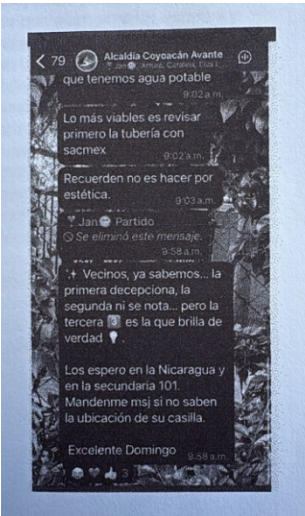 79 Alcaldía Coyoacán Avante
que tenemos agua potable
9:02 a.m.
Lo más viables es revisar
primero la tubería con
sacmex
9:02 a.m.
Recuerden no es hacer por
estética.
9:03 a.m.
Jan Partido
Se eliminó este mensaje.
9:58 a.m.
Vecinos, ya sabemos... la
primera decepciona, la
segunda ni se nota... pero la
tercera 3 es la que brilla de
verdad
Los espero en la Nicaragua y
en la secundaria 101.
Mandenme msj si no saben
la ubicación de su casilla.
Excelente Domingo
9:58 a.m.
3